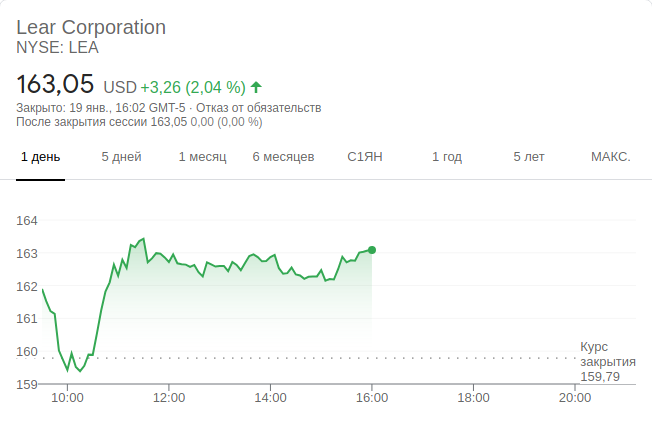 Lear Corporation
NYSE: LEA
163,05 USD +3,26 (2,04 %)
Закрыто: 19 янв., 16:02 GMT-5 · Отказ от обязательств
После закрытия сессии 163,05 0,00 (0,00 %)
1 день 5 дней 1 месяц 6 месяцев С1ЯН 1 год 5 лет МАКС.
164
163
162
161
160
159
Курс
закрытия
159,79
10:00 12:00 14:00 16:00 18:00 20:00